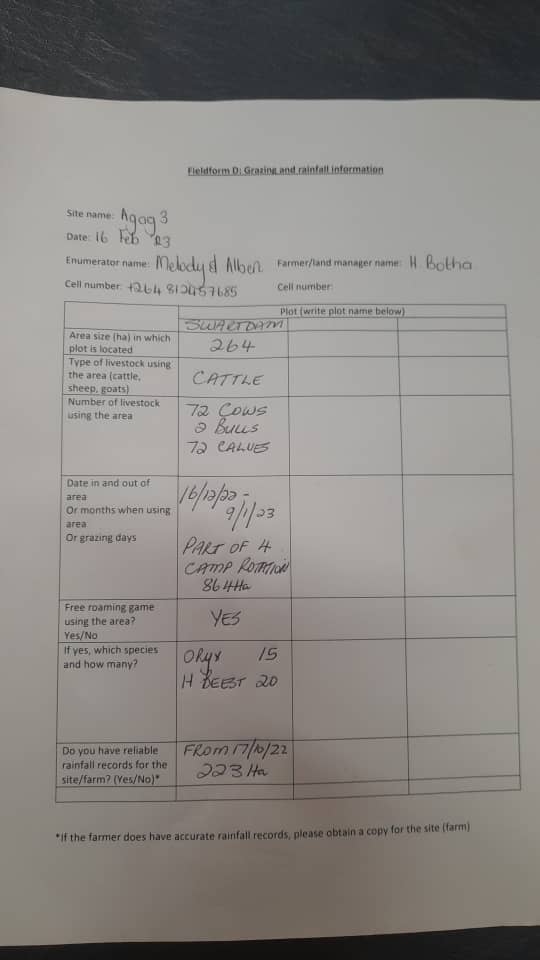 Fieldform D: Grazing and rainfall information
Site name: Agag 3
Date: 16 Feb '23
Enumerator name: Melody & Alben Farmer/land manager name: H. Botha
Cell number: +264 812457685 Cell number:
Plot (write plot name below)
SWARTDAM
Area size (ha) in which
plot is located
264
Type of livestock using
the area (cattle,
sheep, goats)
CATTLE
Number of livestock
using the area
72 COWS
2 BULLS
72 CALVES
Date in and out of
area
Or months when using
area
Or grazing days
16/12/22 -
9/1/23
PART OF 4
CAMP ROTATION
864Ha
Free roaming game
using the area?
Yes/No
YES
If yes, which species
and how many?
ORYX 15
H BEEST 20
Do you have reliable
rainfall records for the
site/farm? (Yes/No)*
FROM 17/10/22
223 Ha
*If the farmer does have accurate rainfall records, please obtain a copy for the site (farm)